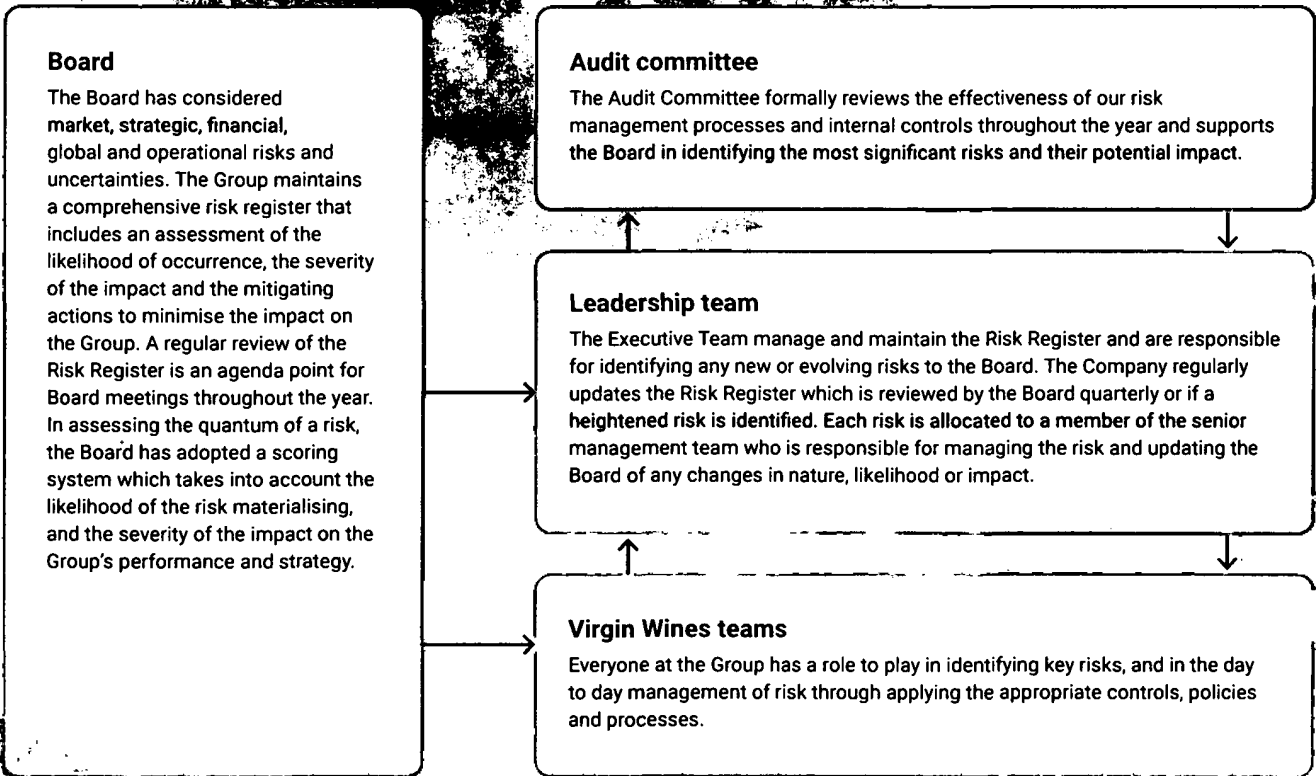 Board
The Board has considered
market, strategic, financial,
global and operational risks and
uncertainties. The Group maintains
a comprehensive risk register that
includes an assessment of the
likelihood of occurrence, the severity
of the impact and the mitigating
actions to minimise the impact on
the Group. A regular review of the
Risk Register is an agenda point for
Board meetings throughout the year.
In assessing the quantum of a risk,
the Board has adopted a scoring
system which takes into account the
likelihood of the risk materialising,
and the severity of the impact on the
Group's performance and strategy.
Audit committee
The Audit Committee formally reviews the effectiveness of our risk
management processes and internal controls throughout the year and supports
the Board in identifying the most significant risks and their potential impact.
Leadership team
The Executive Team manage and maintain the Risk Register and are responsible
for identifying any new or evolving risks to the Board. The Company regularly
updates the Risk Register which is reviewed by the Board quarterly or if a
heightened risk is identified. Each risk is allocated to a member of the senior
management team who is responsible for managing the risk and updating the
Board of any changes in nature, likelihood or impact.
Virgin Wines teams
Everyone at the Group has a role to play in identifying key risks, and in the day
to day management of risk through applying the appropriate controls, policies
and processes.